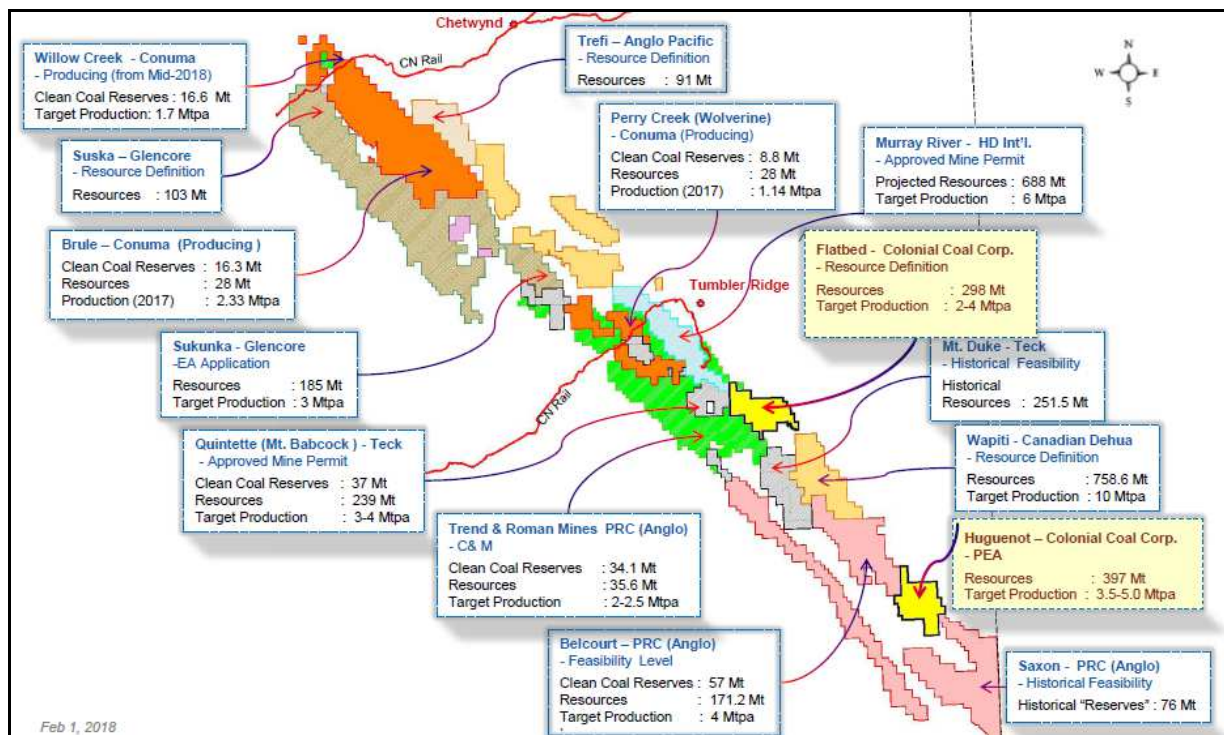 Chetwynd
CN Rail
N
W E
S
Willow Creek - Conuma
- Producing (from Mid-2018)
Clean Coal Reserves : 16.6 Mt
Target Production: 1.7 Mtpa
Trefi – Anglo Pacific
- Resource Definition
Resources : 91 Mt
Perry Creek (Wolverine)
- Conuma (Producing)
Clean Coal Reserves : 8.8 Mt
Resources : 28 Mt
Production (2017) : 1.14 Mtpa
Murray River - HD Int'l.
- Approved Mine Permit
Projected Resources : 688 Mt
Target Production : 6 Mtpa
Suska – Glencore
- Resource Definition
Resources : 103 Mt
Flatbed - Colonial Coal Corp.
- Resource Definition
Resources : 298 Mt
Target Production : 2-4 Mtpa
Brule – Conuma (Producing )
Clean Coal Reserves : 16.3 Mt
Resources : 28 Mt
Production (2017) : 2.33 Mtpa
Tumbler Ridge
Sukunka - Glencore
-EA Application
Resources : 185 Mt
Target Production : 3 Mtpa
CN Rail
Mt. Duke - Teck
- Historical Feasibility
Historical
Resources : 251.5 Mt
Quintette (Mt. Babcock ) - Teck
- Approved Mine Permit
Clean Coal Reserves : 37 Mt
Resources : 239 Mt
Target Production : 3-4 Mtpa
Wapiti - Canadian Dehua
- Resource Definition
Resources : 758.6 Mt
Target Production : 10 Mtpa
Trend & Roman Mines PRC (Anglo)
- C& M
Clean Coal Reserves : 34.1 Mt
Resources : 35.6 Mt
Target Production : 2-2.5 Mtpa
Huguenot – Colonial Coal Corp.
- PEA
Resources : 397 Mt
Target Production : 3.5-5.0 Mtpa
Belcourt – PRC (Anglo)
- Feasibility Level
Clean Coal Reserves : 57 Mt
Resources : 171.2 Mt
Target Production : 4 Mtpa
Saxon - PRC (Anglo)
- Historical Feasibility
Historical "Reserves" : 76 Mt
Feb 1, 2018